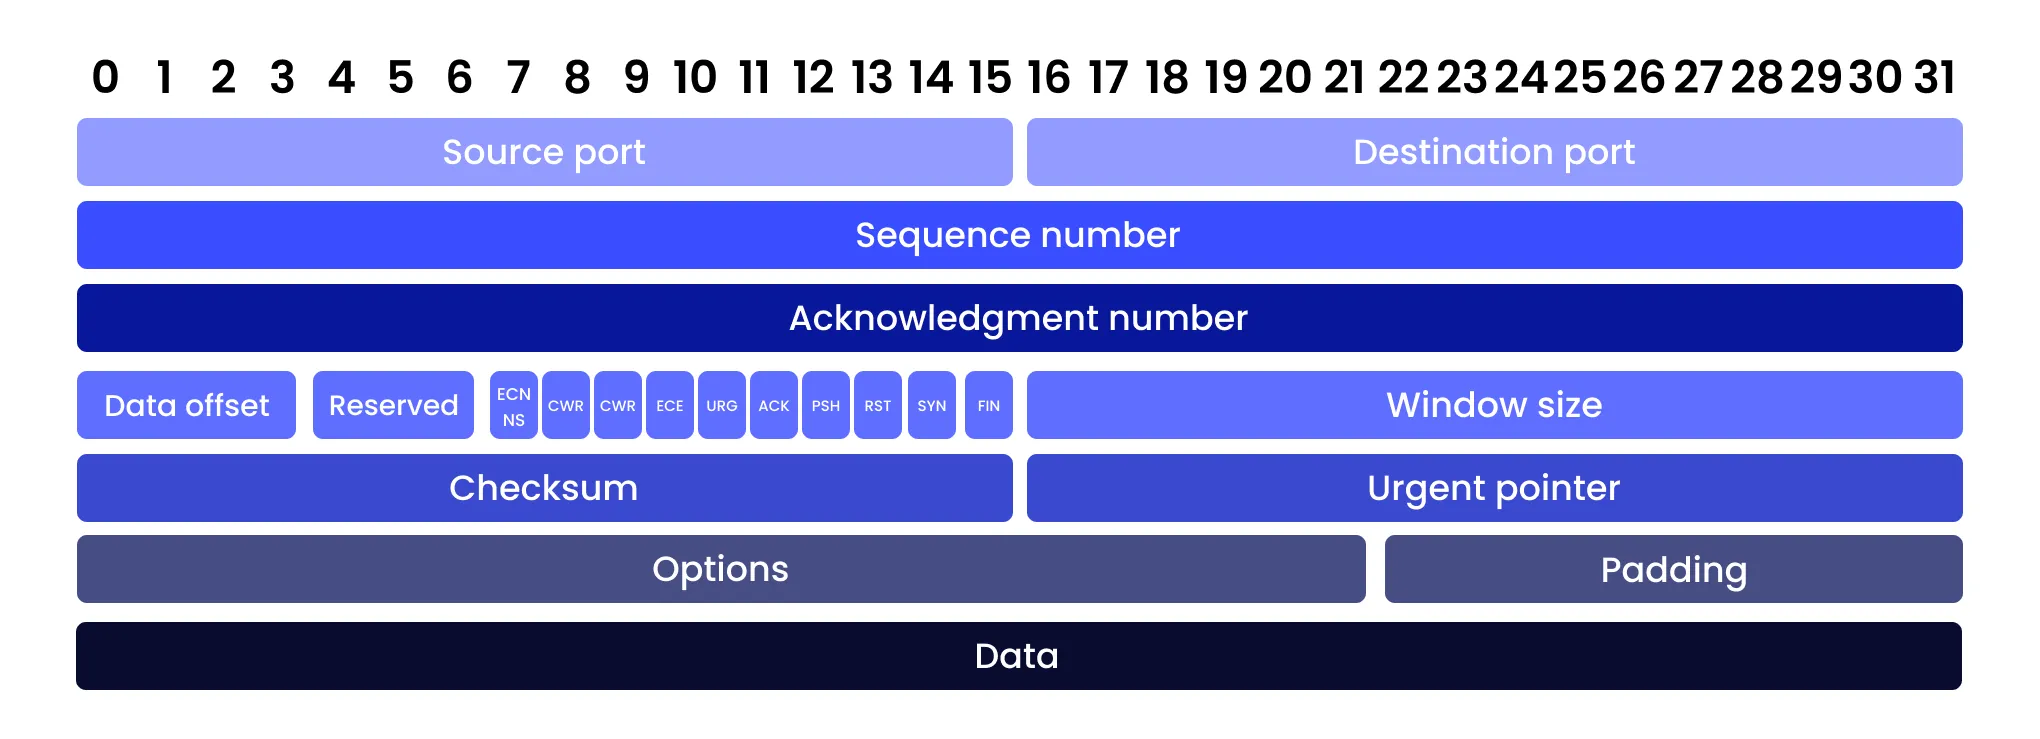 0 1 2 3 4 5 6 7 8 9 10 11 12 13 14 15 16 17 18 19 20 21 22 23 24 25 26 27 28 29 30 31
Source port Destination port
Sequence number
Acknowledgment number
Data offset Reserved ECN NS CWR CWR ECE URG ACK PSH RST SYN FIN Window size
Checksum Urgent pointer
Options Padding
Data